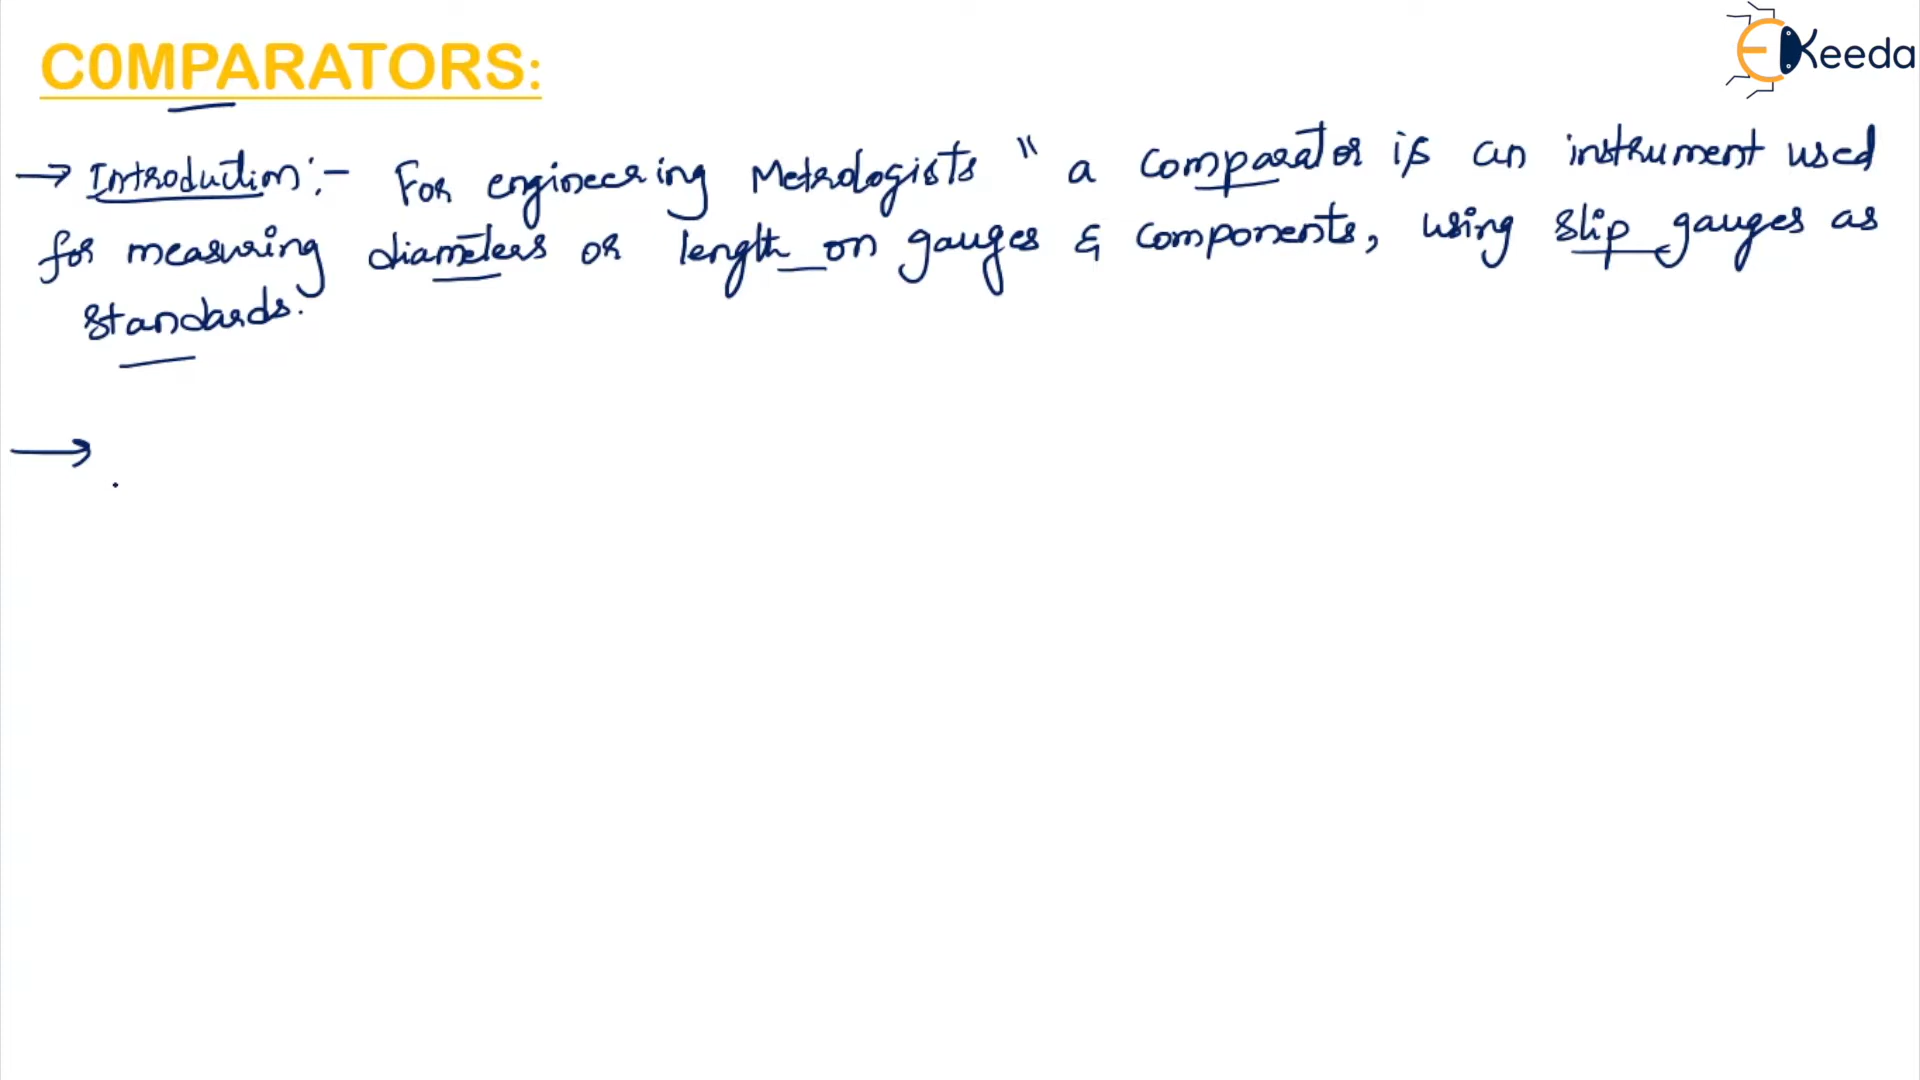 C0MPARATORS:
EKeeda
→ Introduction:- For engineering Metrologists " a comparator is an instrument used
for measuring diameters or length on gauges & components, using slip gauges as
standards.
→